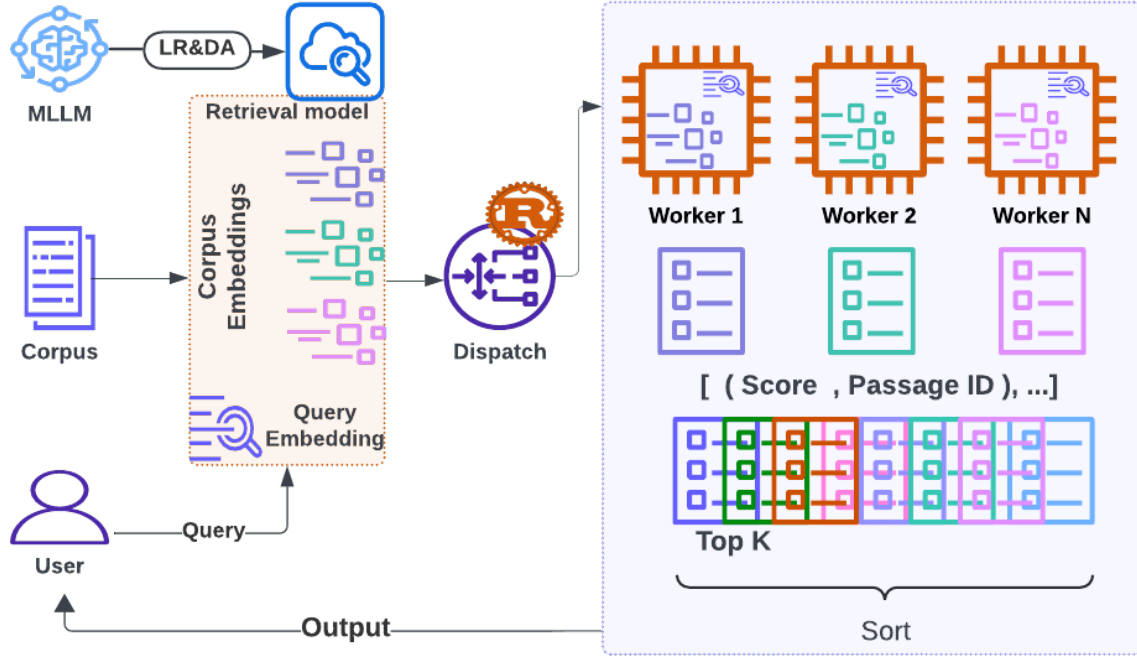 MLLM
LR&DA
Retrieval model
Corpus
Embeddings
Corpus
Query
Embedding
User
Query
R
Dispatch
Worker 1
Worker 2
Worker N
[ ( Score , Passage ID ), ...]
Top K
Sort
Output